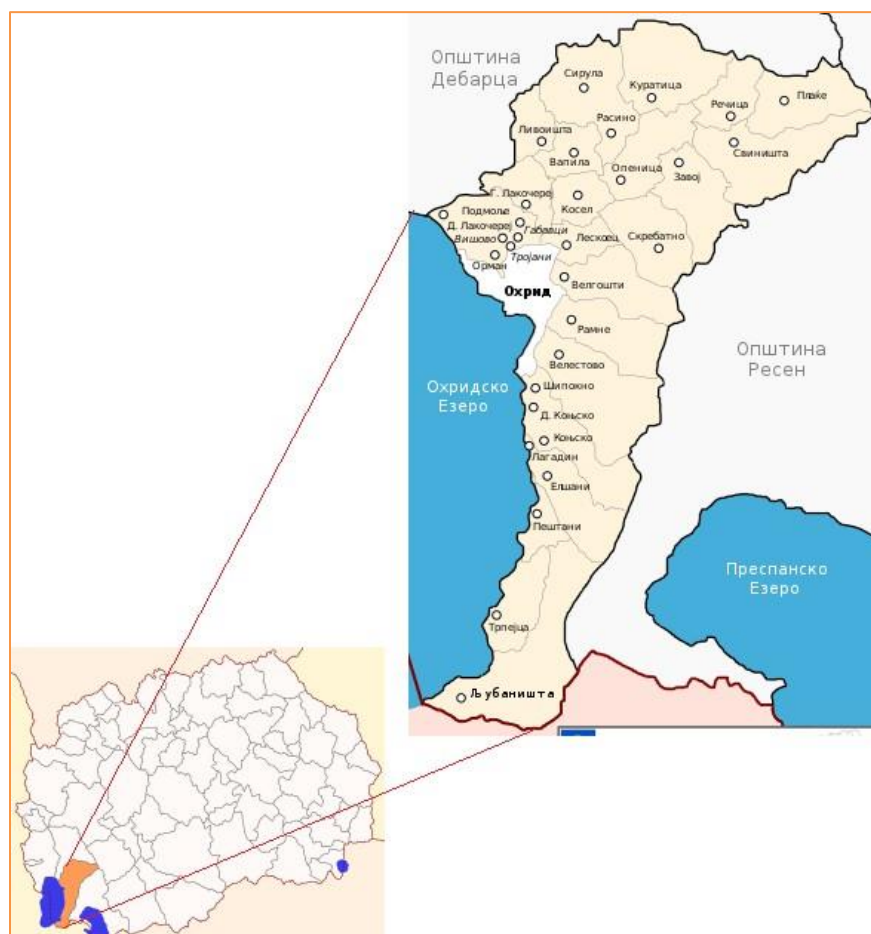 Општина
Дебарца
Сирула
Куратица
Плаќе
Речица
Расино
Ливоишта
Вапила
Свиништа
Опеница
Завој
Г. Лакочереј
Косел
Подмоље
Д. Лакочереј
Габавци
Вишово
Лескоец
Скребатно
Тројани
Орман
Велгошти
Охрид
Рамне
Општина
Ресен
Велестово
Шипокно
Охридско
Езеро
Д. Коњско
Коњско
Лагадин
Елшани
Пештани
Преспанско
Езеро
Трпејца
Љубаништа